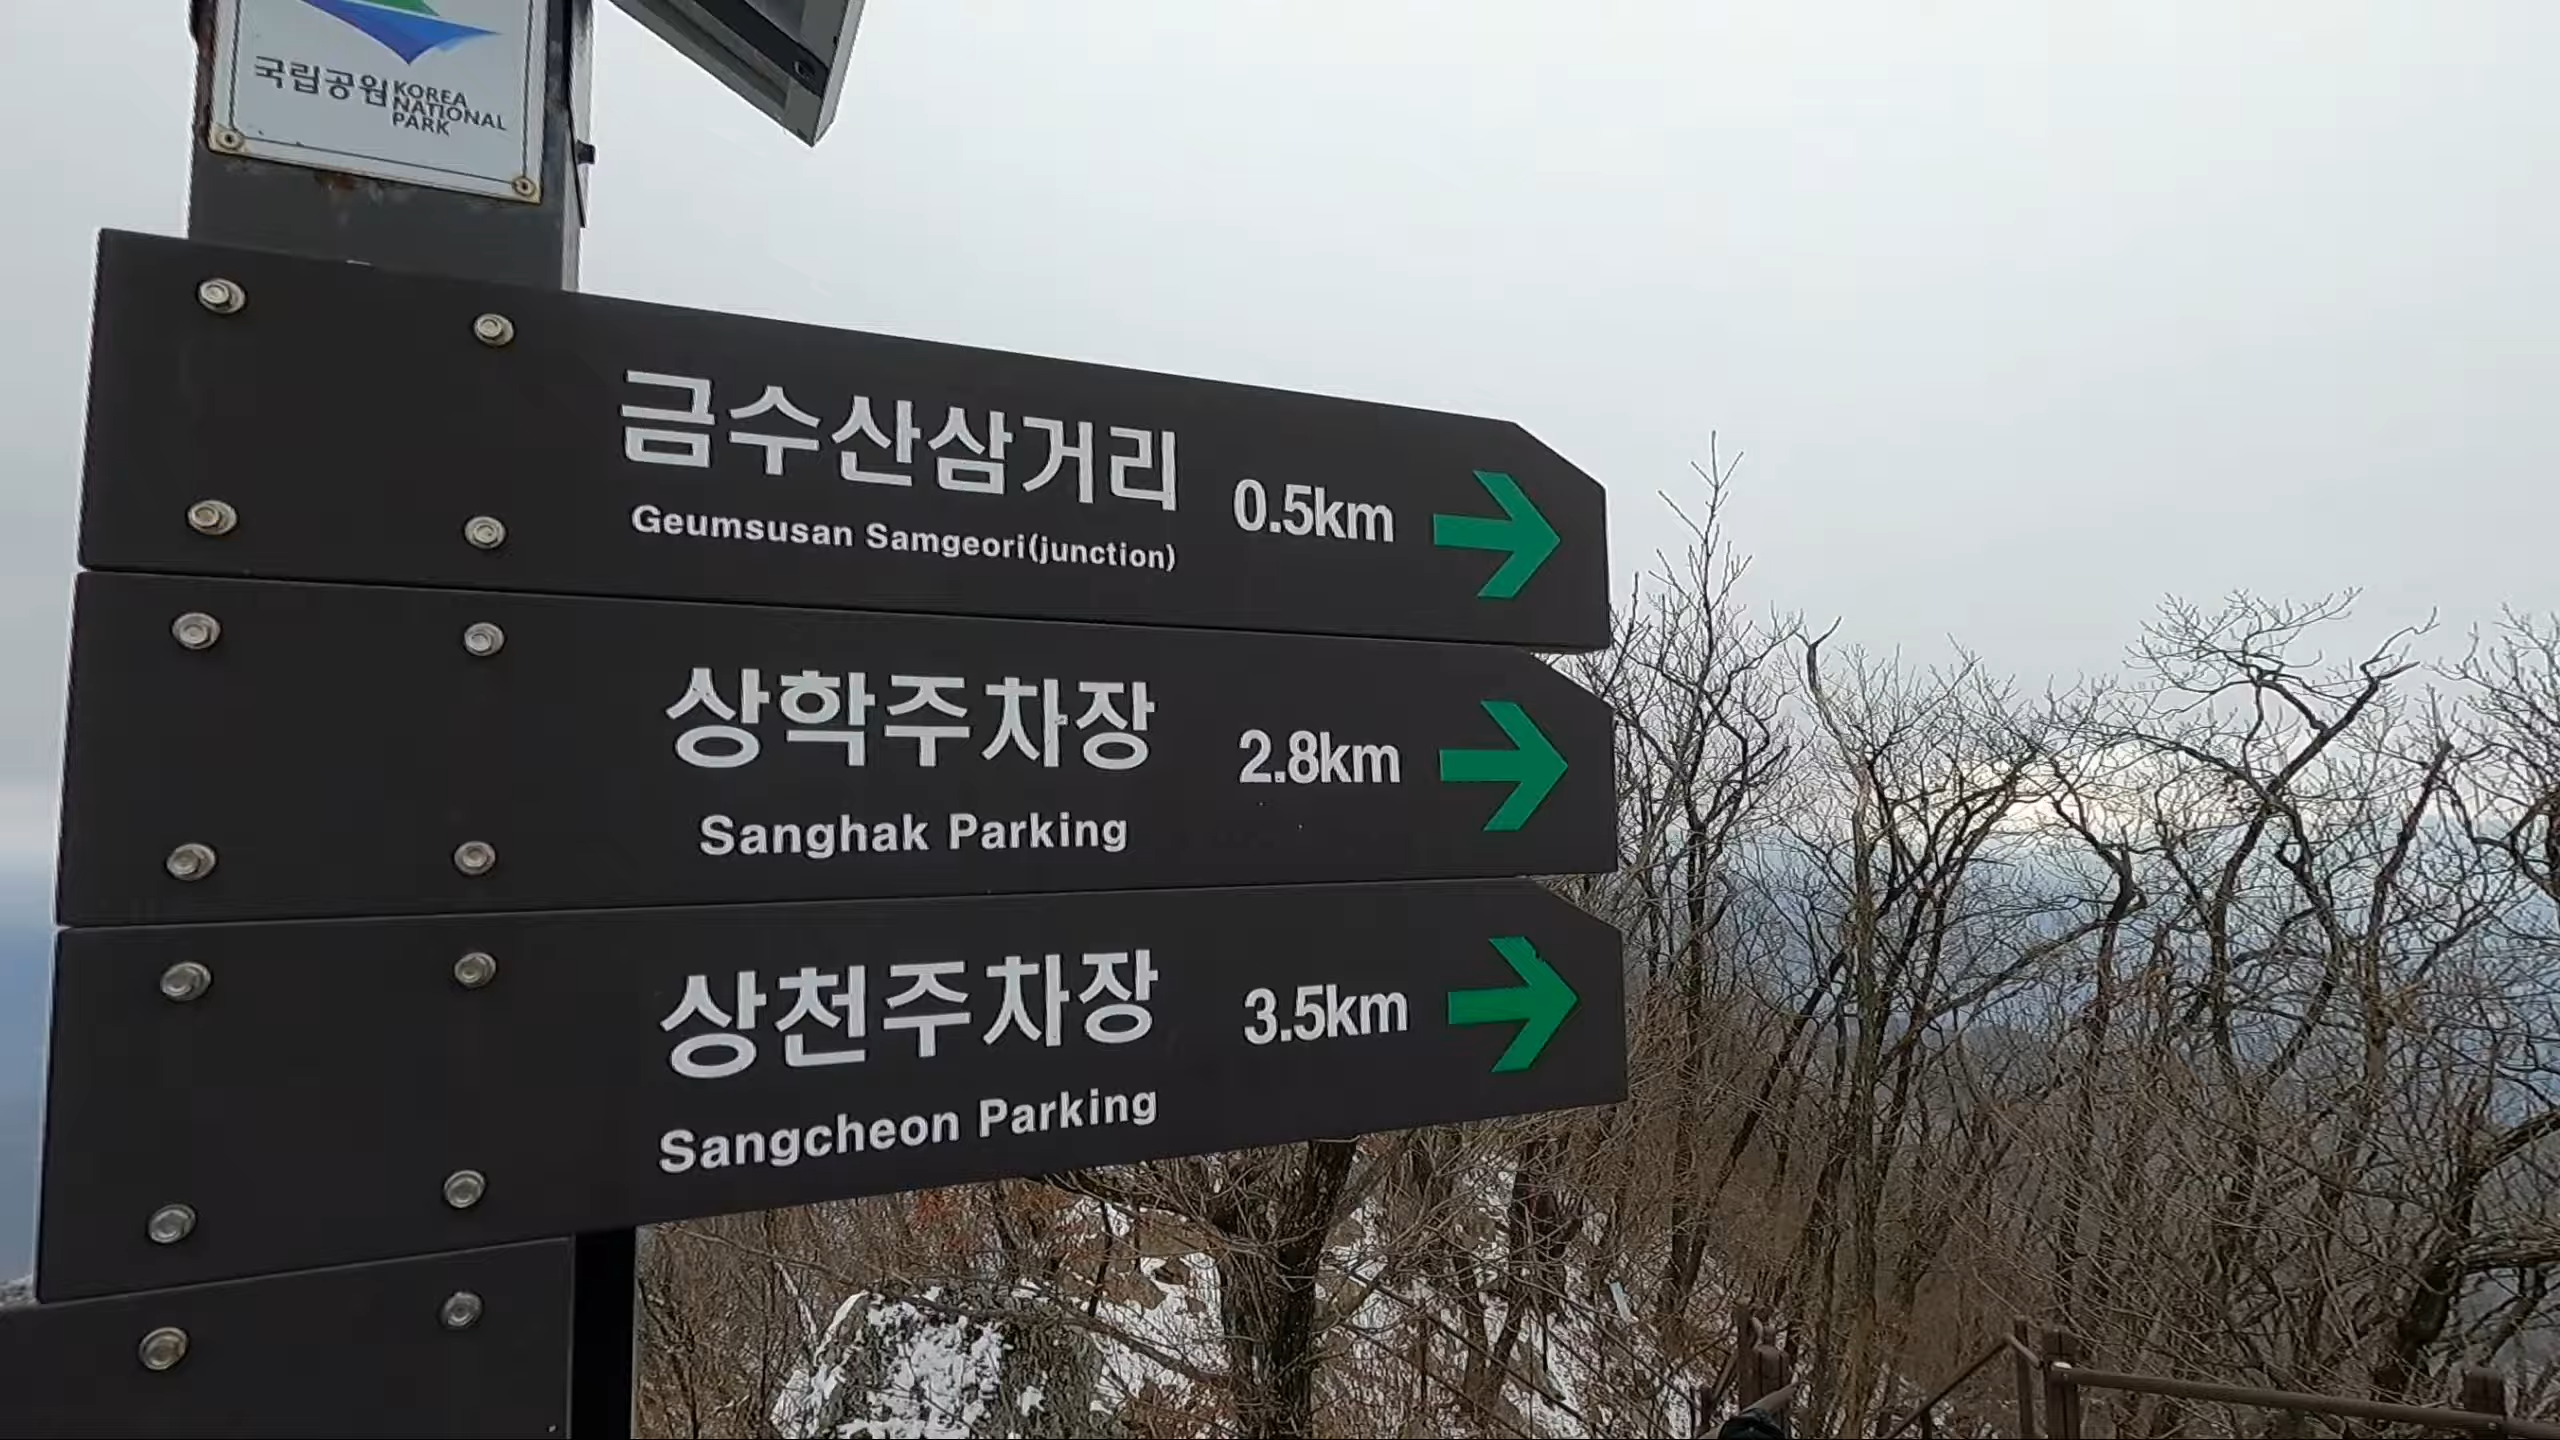 국립공원 KOREA
NATIONAL
PARK
금수산삼거리 0.5km
Geumsusan Samgeori(junction)
상학주차장 2.8km
Sanghak Parking
상천주차장 3.5km
Sangcheon Parking